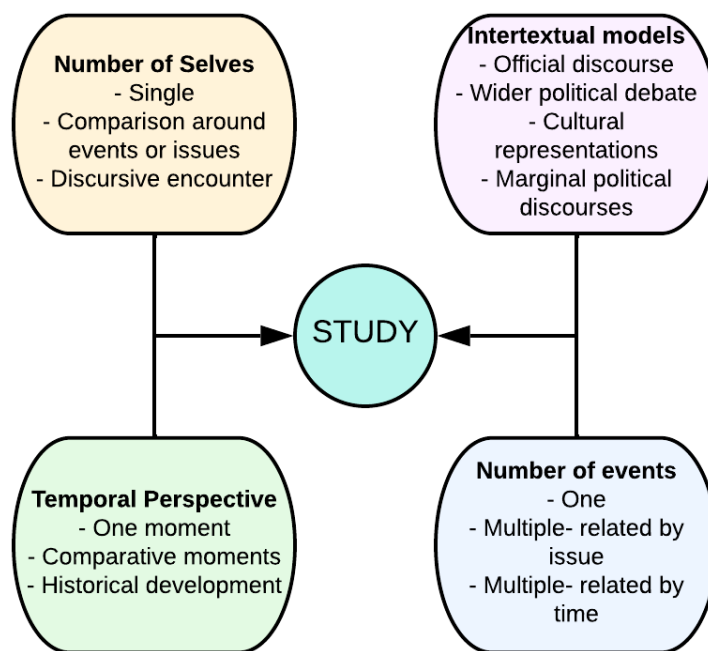 Number of Selves
- Single
- Comparison around
events or issues
- Discursive encounter
Intertextual models
- Official discourse
- Wider political debate
- Cultural
representations
- Marginal political
discourses
STUDY
Temporal Perspective
- One moment
- Comparative moments
- Historical development
Number of events
- One
- Multiple- related by
issue
- Multiple- related by
time